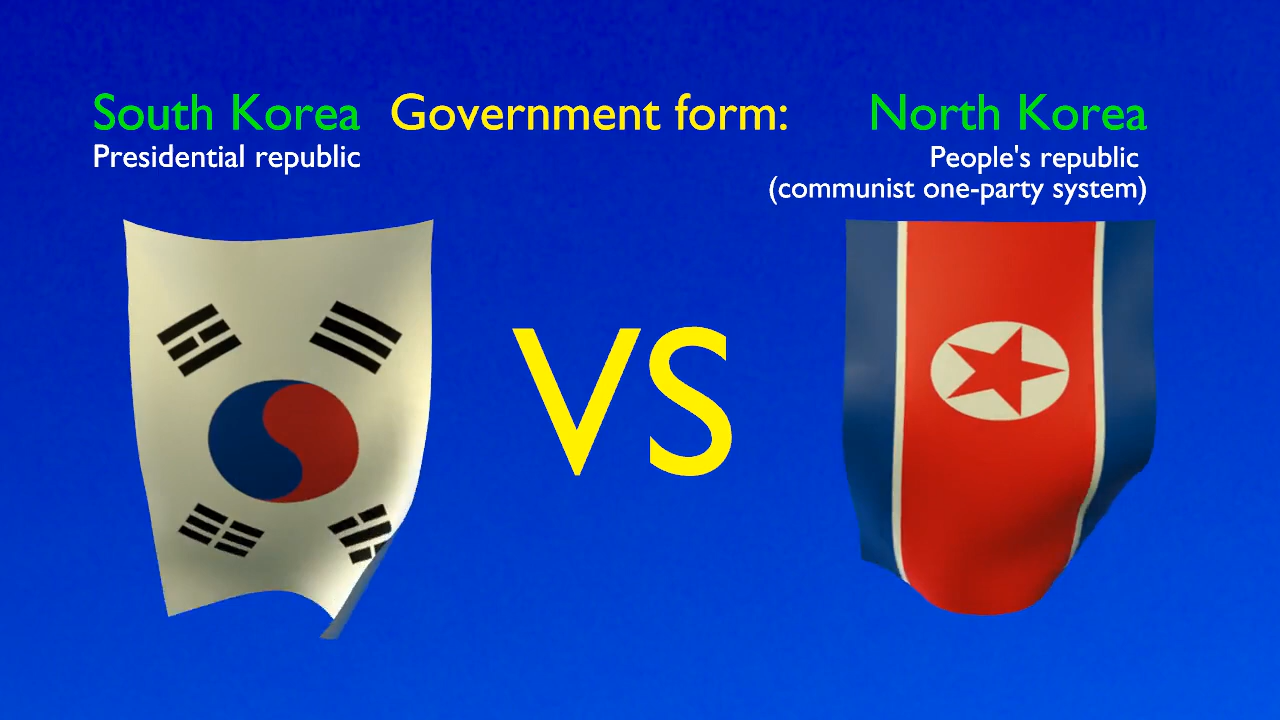 South Korea
Presidential republic
Government form:
North Korea
People's republic
(communist one-party system)
VS